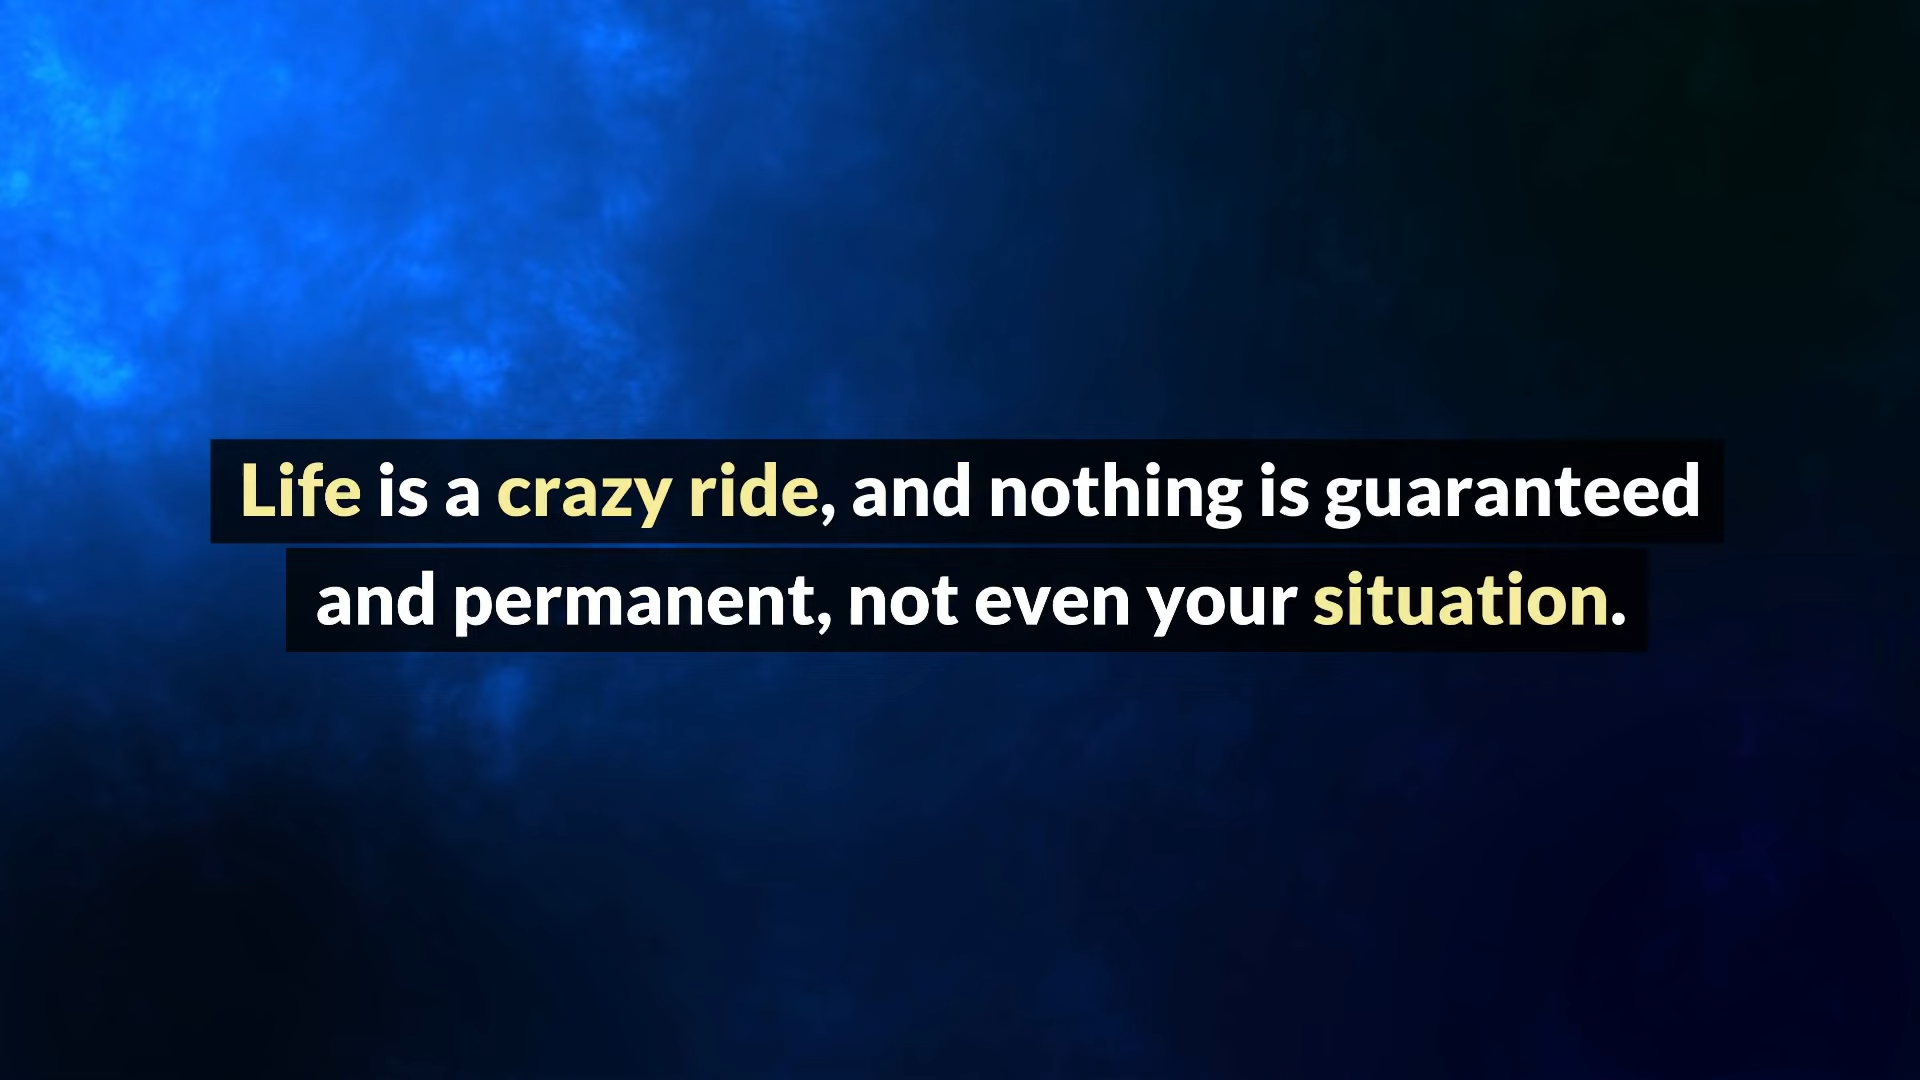 Life is a crazy ride, and nothing is guaranteed
and permanent, not even your situation.